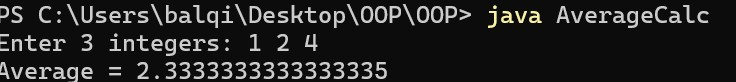 PS C:\Users\balqi\Desktop\OOP\OOP> java AverageCalc
Enter 3 integers: 1 2 4
Average = 2.3333333333333335